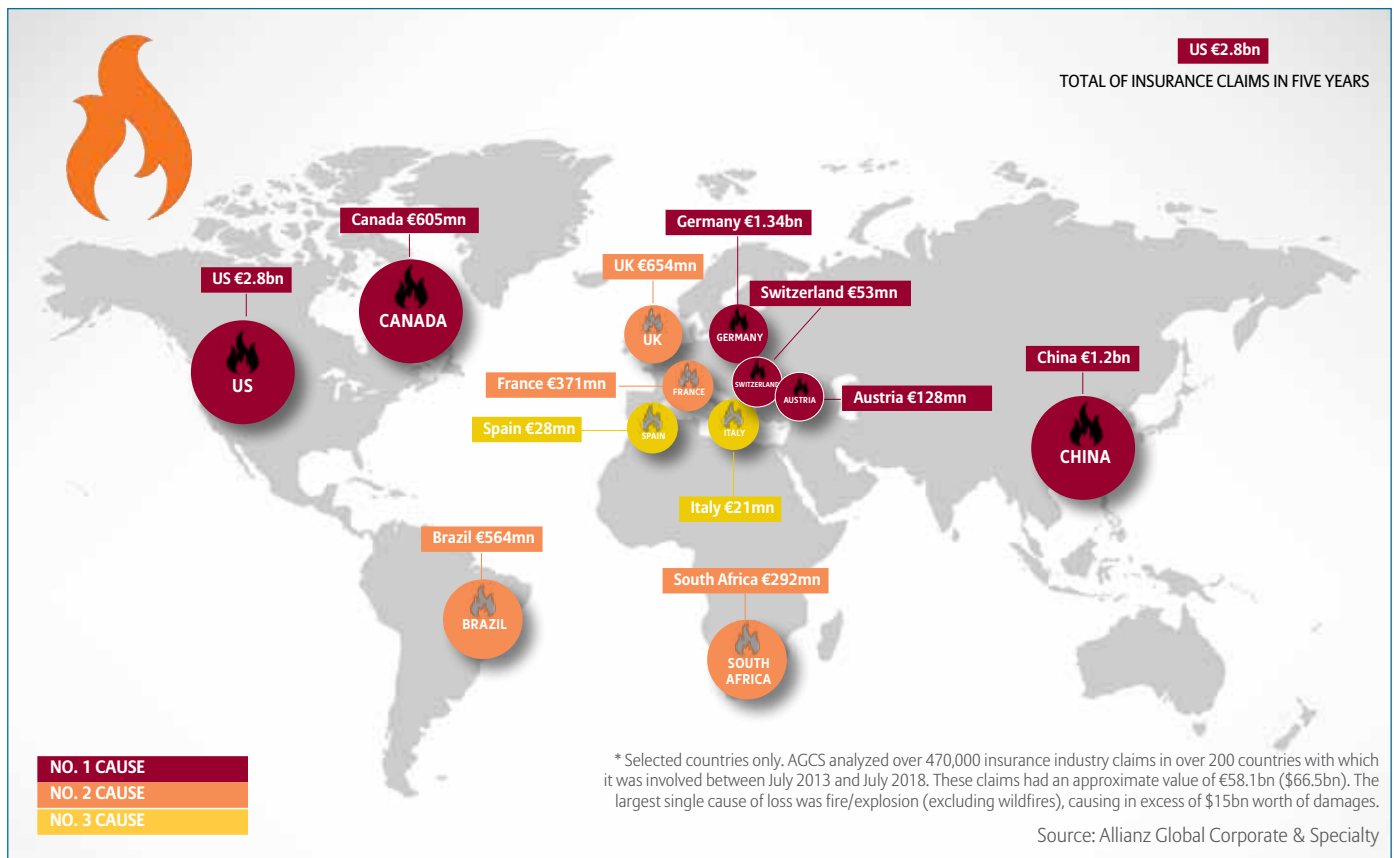 US €2.8bn
TOTAL OF INSURANCE CLAIMS IN FIVE YEARS
Canada €605mn
Germany €1.34bn
UK €654mn
US €2.8bn
Switzerland €53mn
CANADA
UK
GERMANY
China €1.2bn
US
France €371mn
FRANCE
SWITZERLAND
AUSTRIA
Austria €128mn
Spain €28mn
SPAIN
ITALY
CHINA
Italy €21mn
Brazil €564mn
South Africa €292mn
BRAZIL
SOUTH
AFRICA
NO. 1 CAUSE
NO. 2 CAUSE
NO. 3 CAUSE
* Selected countries only. AGCS analyzed over 470,000 insurance industry claims in over 200 countries with which
it was involved between July 2013 and July 2018. These claims had an approximate value of €58.1bn ($66.5bn). The
largest single cause of loss was fire/explosion (excluding wildfires), causing in excess of $15bn worth of damages.
Source: Allianz Global Corporate & Specialty